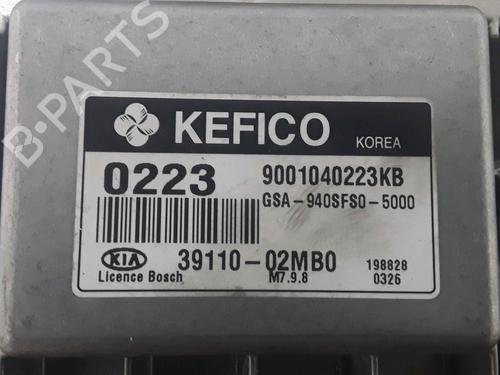 B-PARTS
KEFICO KOREA
0223 9001040223KB
GSA-940SFS0-5000
KIA 39110-02MB0 198828
Licence Bosch M7.9.8 0326